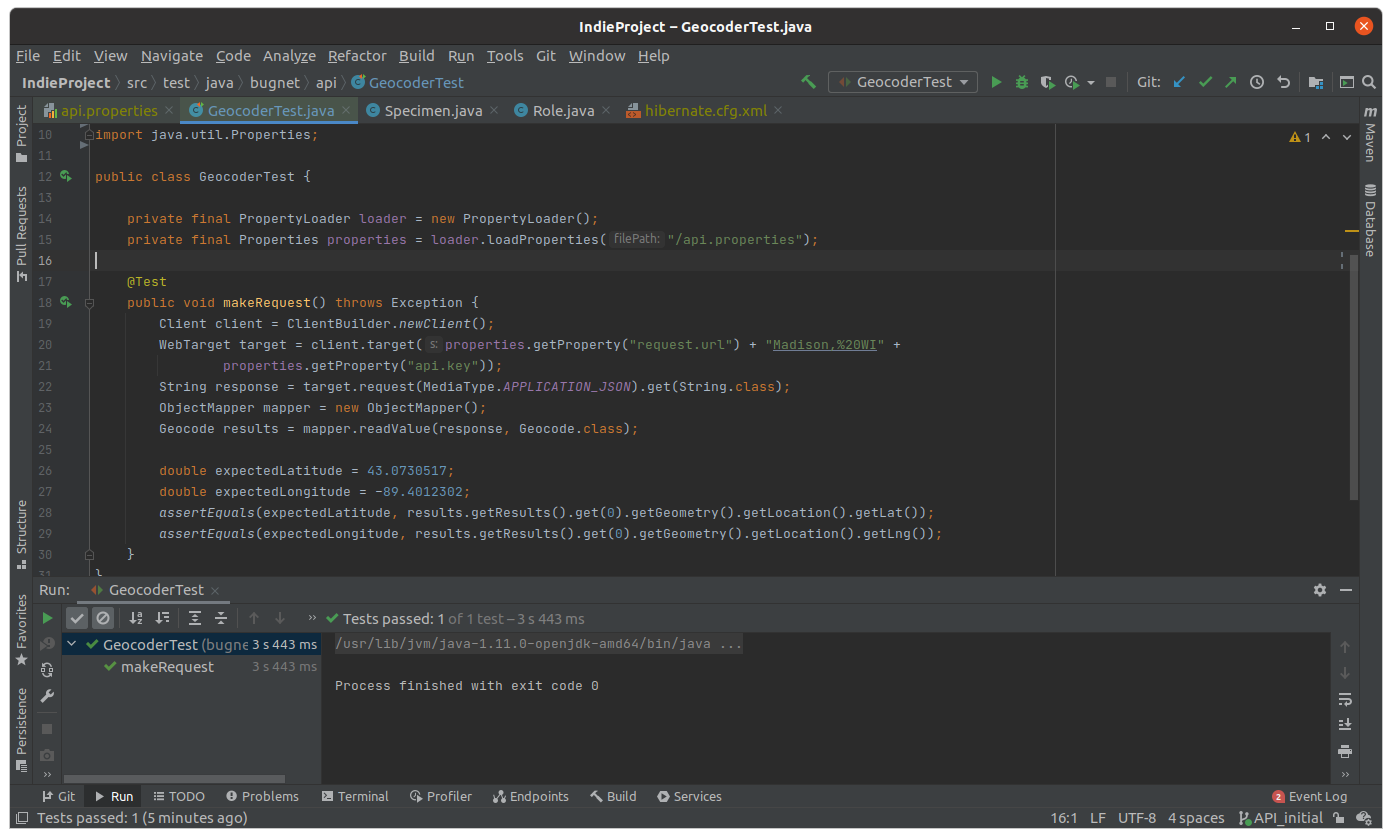 IndieProject – GeocoderTest.java
File Edit View Navigate Code Analyze Refactor Build Run Tools Git Window Help
IndieProject src test java bugnet api GeocoderTest GeocoderTest Git:
api.properties GeocoderTest.java Specimen.java Role.java hibernate.cfg.xml
Project
Pull Requests
Structure
Favorites
Persistence
m Maven
Database
1
10 import java.util.Properties;
11
12 public class GeocoderTest {
13
14 private final PropertyLoader loader = new PropertyLoader();
15 private final Properties properties = loader.loadProperties( filePath: "/api.properties");
16
17 @Test
18 public void makeRequest() throws Exception {
19 Client client = ClientBuilder.newClient();
20 WebTarget target = client.target( s: properties.getProperty("request.url") + "Madison,%20WI" +
21 properties.getProperty("api.key"));
22 String response = target.request(MediaType.APPLICATION_JSON).get(String.class);
23 ObjectMapper mapper = new ObjectMapper();
24 Geocode results = mapper.readValue(response, Geocode.class);
25
26 double expectedLatitude = 43.0730517;
27 double expectedLongitude = -89.4012302;
28 assertEquals(expectedLatitude, results.getResults().get(0).getGeometry().getLocation().getLat());
29 assertEquals(expectedLongitude, results.getResults().get(0).getGeometry().getLocation().getLng());
30 }
31 }
Run: GeocoderTest
Tests passed: 1 of 1 test – 3 s 443 ms
GeocoderTest (bugne 3 s 443 ms
makeRequest 3 s 443 ms
/usr/lib/jvm/java-1.11.0-openjdk-amd64/bin/java ...
Process finished with exit code 0
Git Run TODO Problems Terminal Profiler Endpoints Build Services 2 Event Log
Tests passed: 1 (5 minutes ago) 16:1 LF UTF-8 4 spaces API_initial